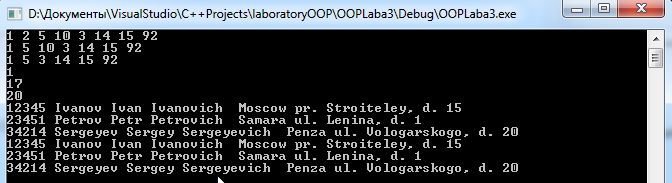 D:\Документы\VisualStudio\C++Projects\laboratoryOOP\OOPLaba3\Debug\OOPLaba3.exe
1 2 5 10 3 14 15 92
1 5 10 3 14 15 92
1 5 3 14 15 92
1
17
20
12345 Ivanov Ivan Ivanovich  Moscow pr. Stroiteley, d. 15
23451 Petrov Petr Petrovich  Samara ul. Lenina, d. 1
34214 Sergeyev Sergey Sergeyevich  Penza ul. Vologarskogo, d. 20
12345 Ivanov Ivan Ivanovich  Moscow pr. Stroiteley, d. 15
23451 Petrov Petr Petrovich  Samara ul. Lenina, d. 1
34214 Sergeyev Sergey Sergeyevich  Penza ul. Vologarskogo, d. 20